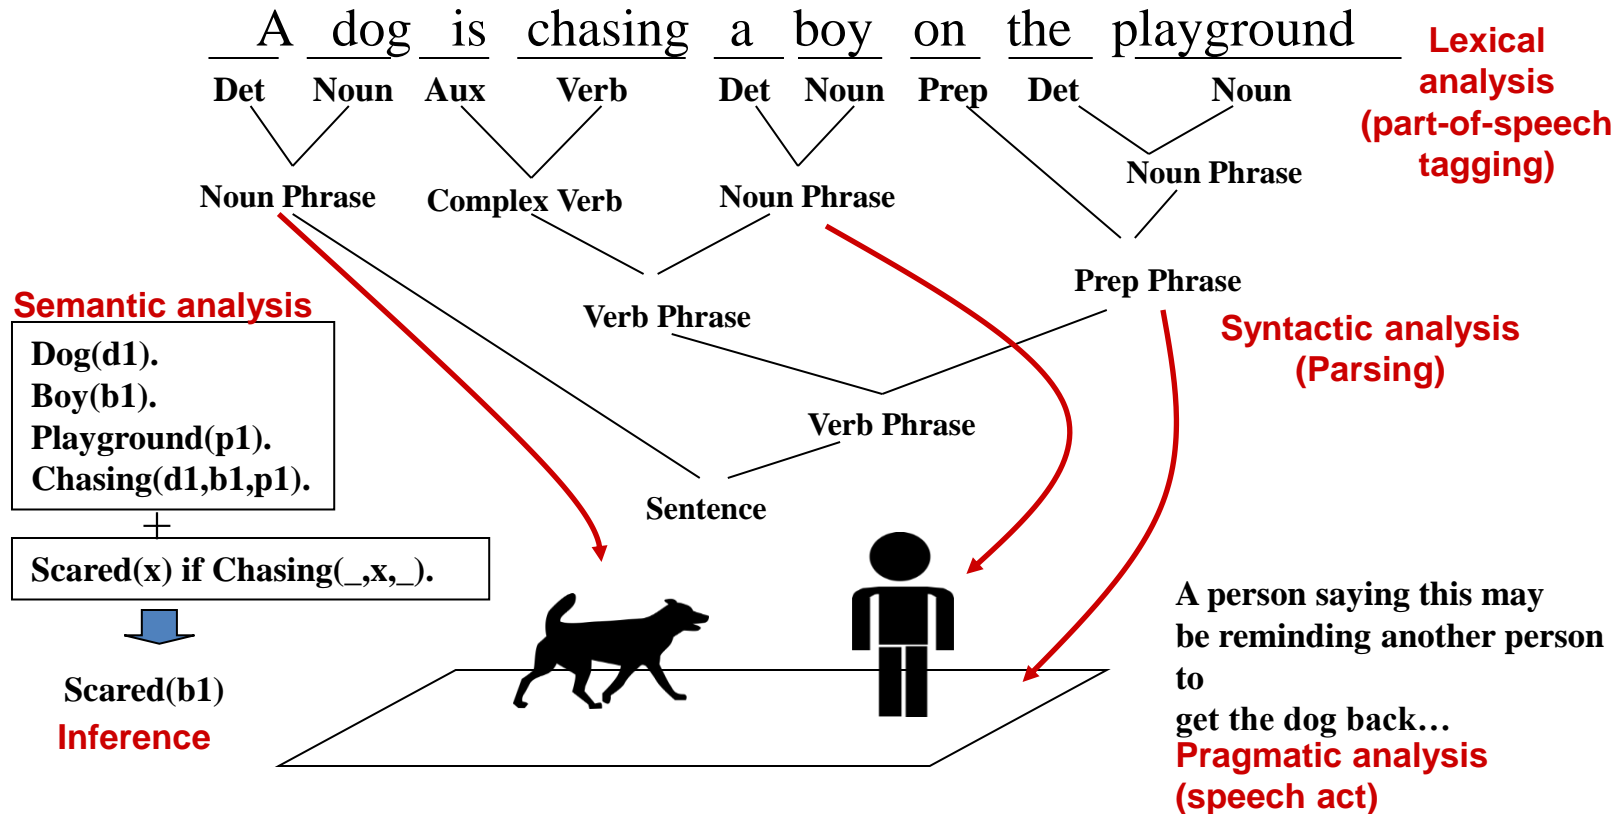 A dog is chasing a boy on the playground
Lexical
analysis
(part-of-speech
tagging)
Det Noun Aux Verb Det Noun Prep Det Noun
Noun Phrase
Noun Phrase Complex Verb Noun Phrase
Prep Phrase
Semantic analysis
Verb Phrase
Syntactic analysis
(Parsing)
Dog(d1).
Boy(b1).
Playground(p1).
Chasing(d1,b1,p1).
Verb Phrase
Sentence
+
Scared(x) if Chasing(_,x,_).
Scared(b1)
Inference
A person saying this may
be reminding another person
to
get the dog back…
Pragmatic analysis
(speech act)